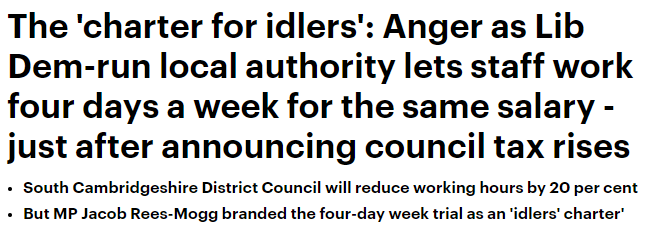 The 'charter for idlers': Anger as Lib
Dem-run local authority lets staff work
four days a week for the same salary -
just after announcing council tax rises
• South Cambridgeshire District Council will reduce working hours by 20 per cent
• But MP Jacob Rees-Mogg branded the four-day week trial as an 'idlers' charter'